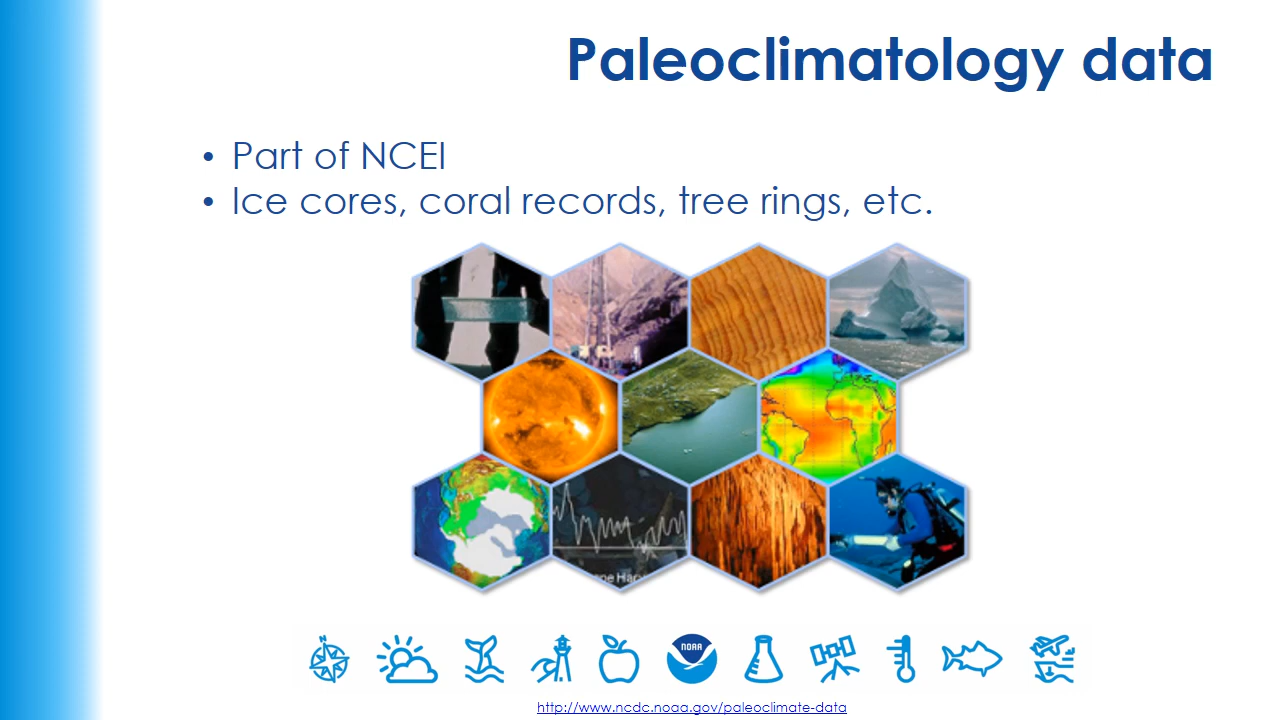 Paleoclimatology data
• Part of NCEI
• Ice cores, coral records, tree rings, etc.
N
NOAA
http://www.ncdc.noaa.gov/paleoclimate-data